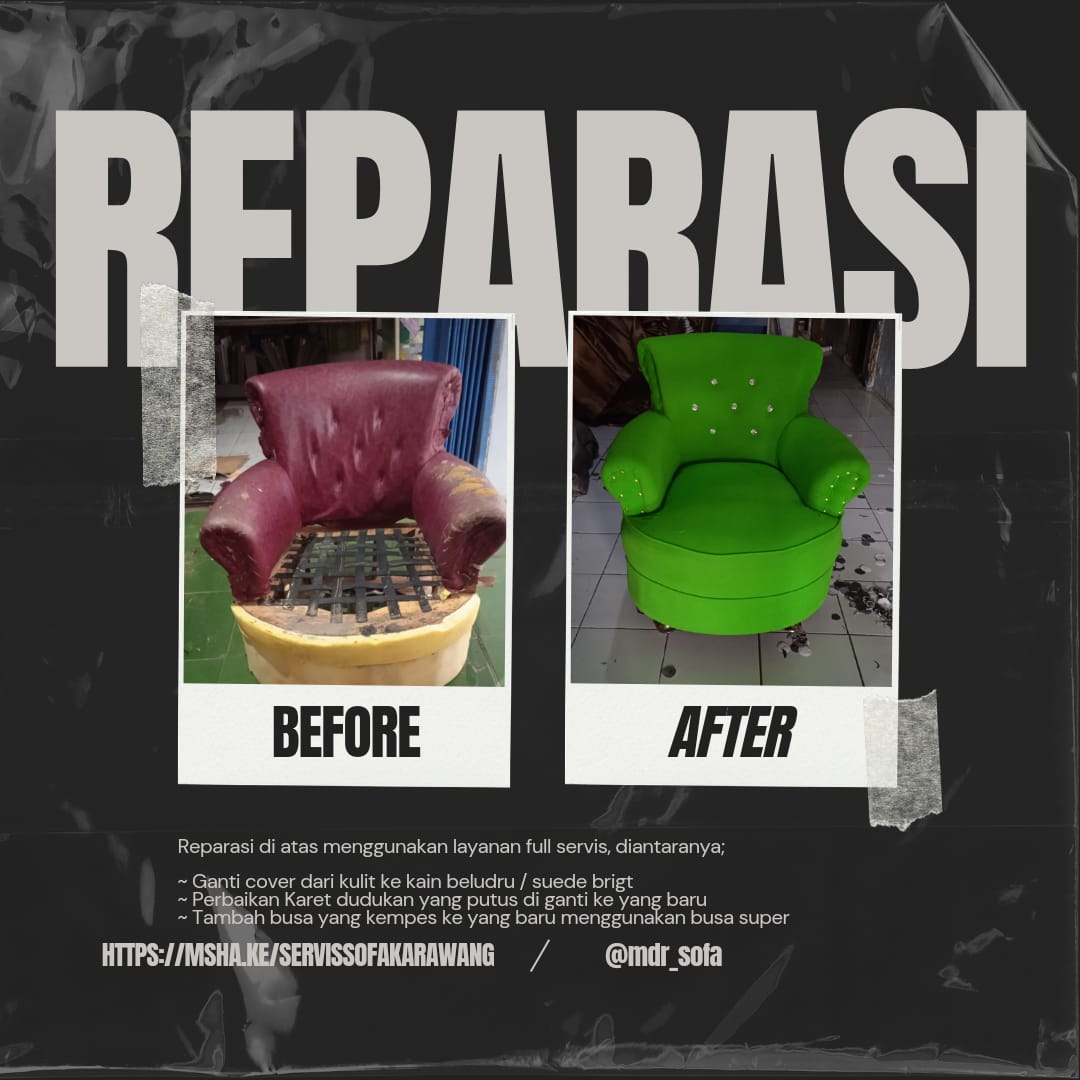 REPARASI
BEFORE
AFTER
Reparasi di atas menggunakan layanan full servis, diantaranya;
~ Ganti cover dari kulit ke kain beludru / suede brigt
~ Perbaikan Karet dudukan yang putus di ganti ke yang baru
~ Tambah busa yang kempes ke yang baru menggunakan busa super
HTTPS://MSHA.KE/SERVISSOFAKARAWANG / @mdr_sofa